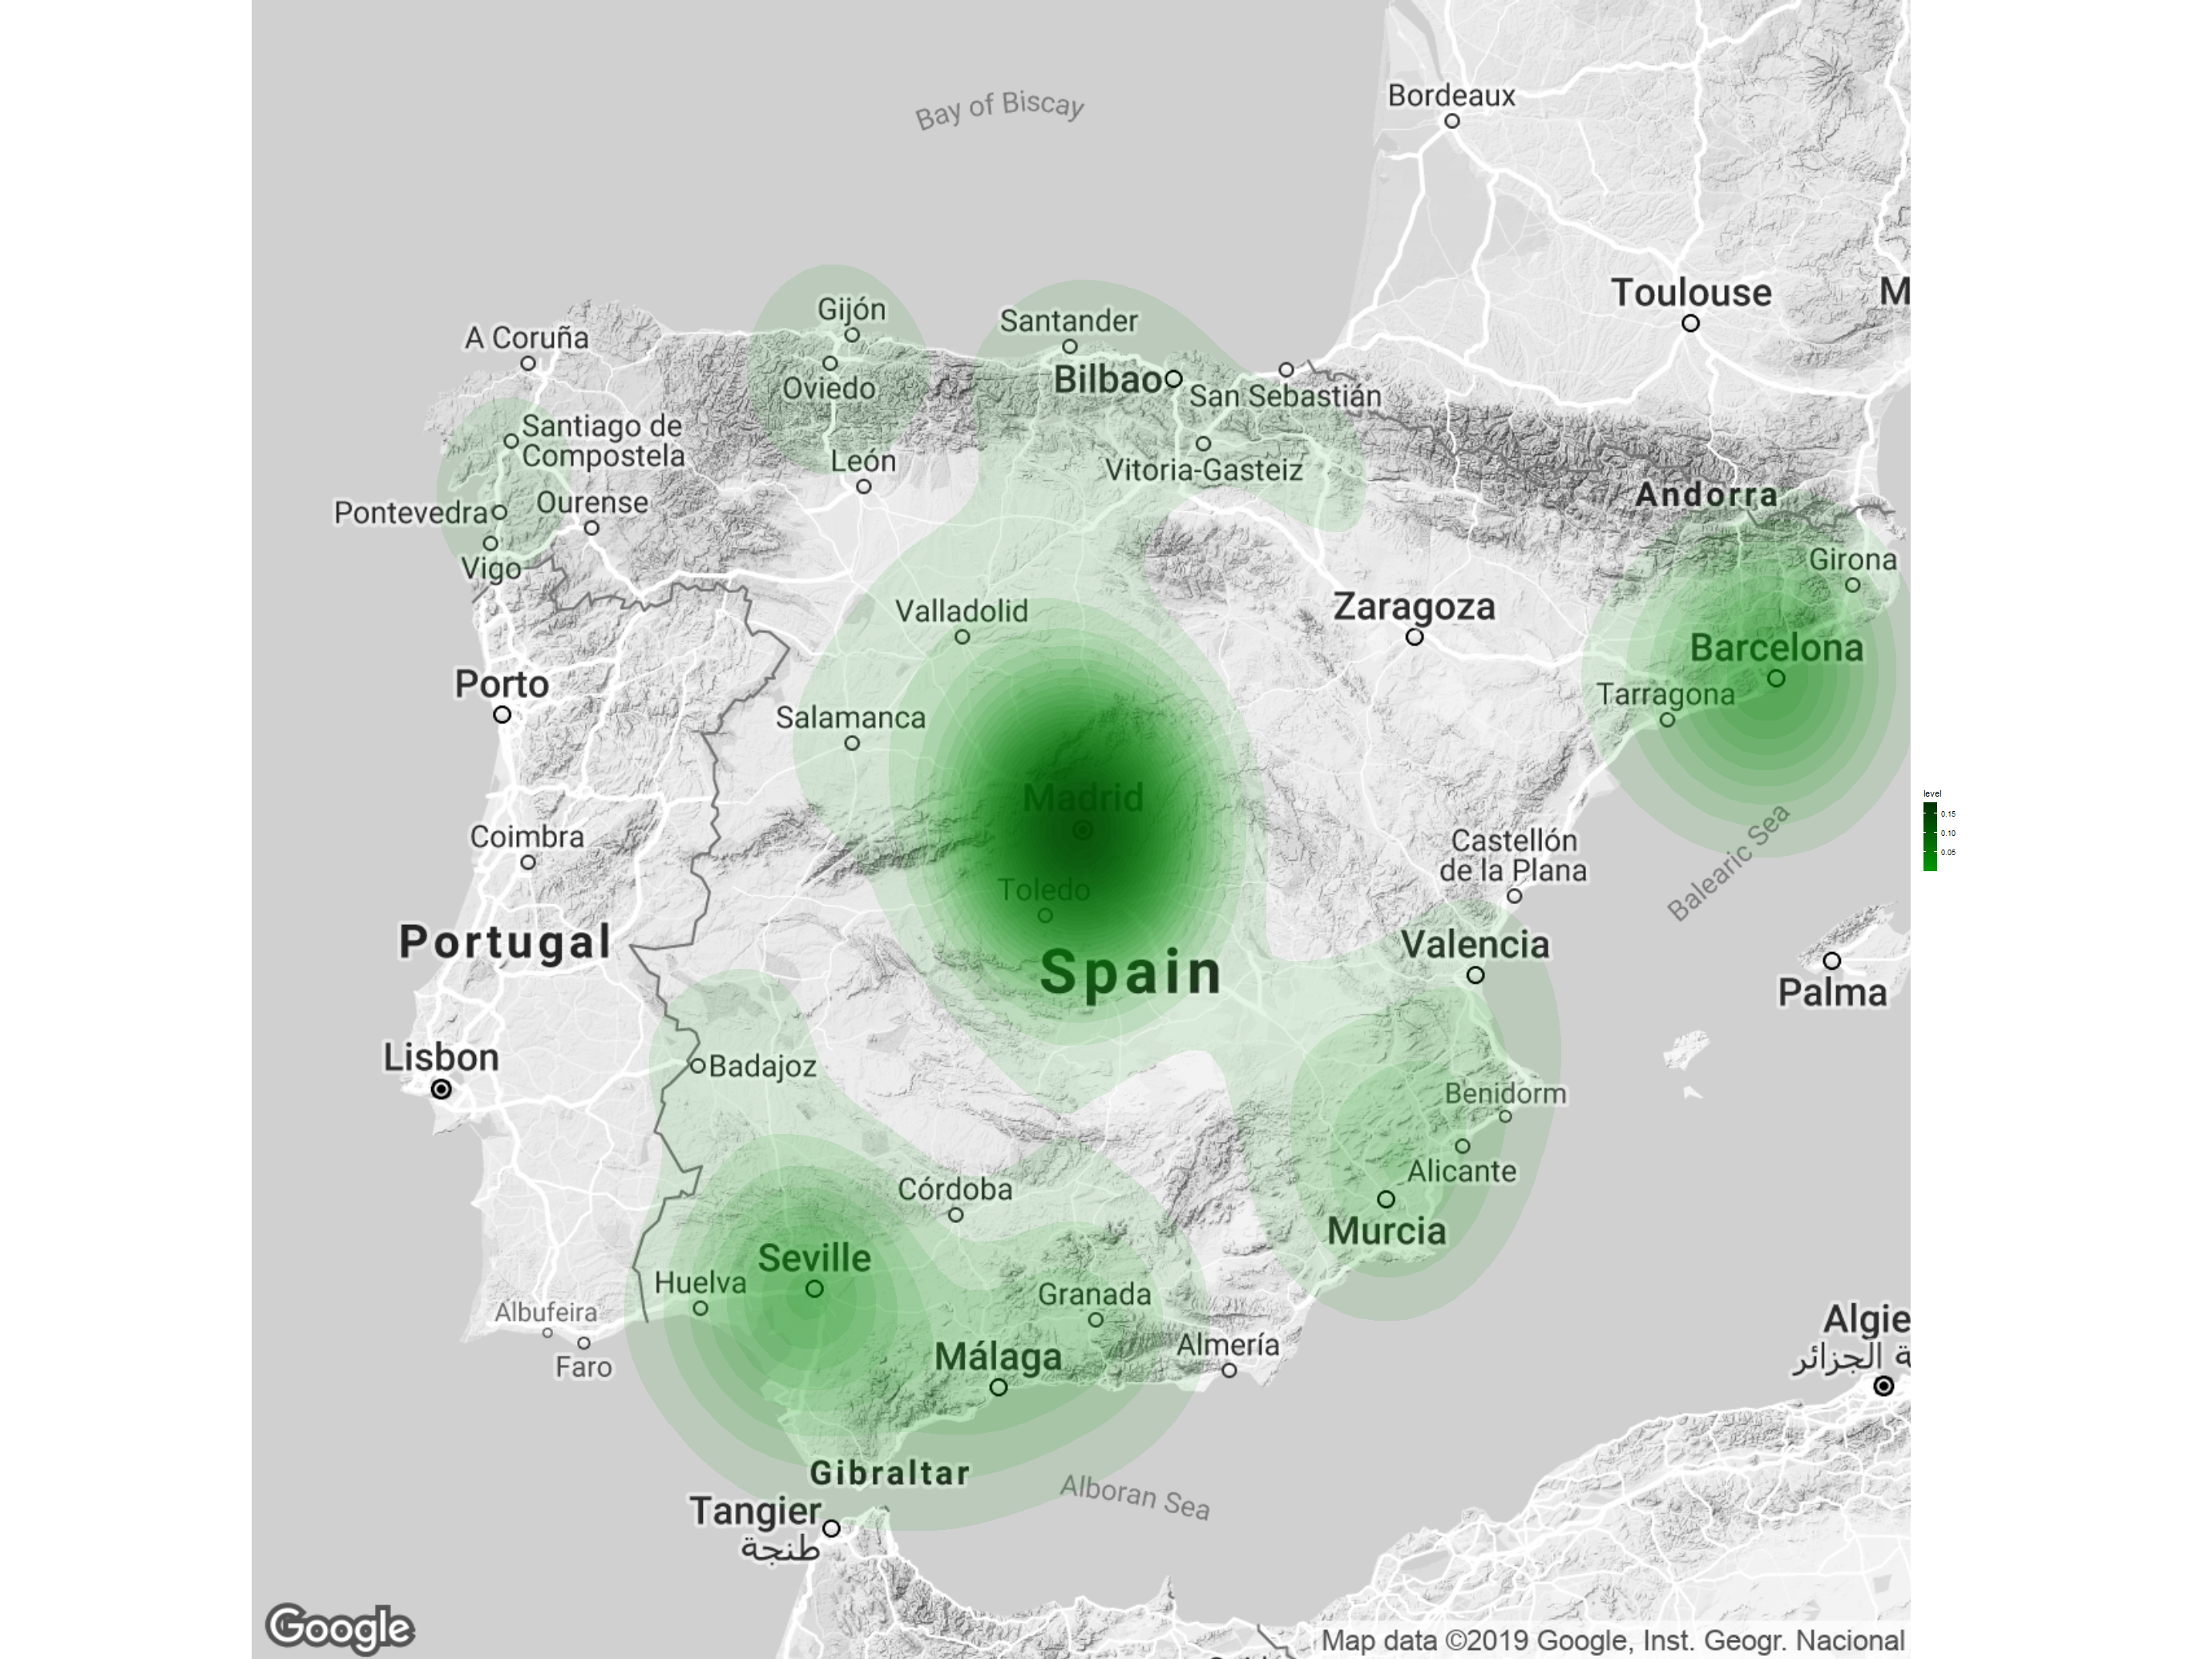 Bay of Biscay
Bordeaux
Toulouse
M
Gijón
Santander
A Coruña
Bilbao
Oviedo
San Sebastián
Santiago de
Compostela
León
Vitoria-Gasteiz
Andorra
Pontevedra
Ourense
Vigo
Girona
Valladolid
Zaragoza
Barcelona
Porto
Tarragona
Salamanca
Madrid
level
0.15
0.10
0.05
Coimbra
Castellón
de la Plana
Balearic Sea
Toledo
Portugal
Valencia
Spain
Palma
Lisbon
Badajoz
Benidorm
Alicante
Córdoba
Murcia
Seville
Huelva
Granada
Albufeira
Faro
Málaga
Almería
Algie
الجزائر ة
Gibraltar
Alboran Sea
Tangier
طنجة
Google
Map data ©2019 Google, Inst. Geogr. Nacional